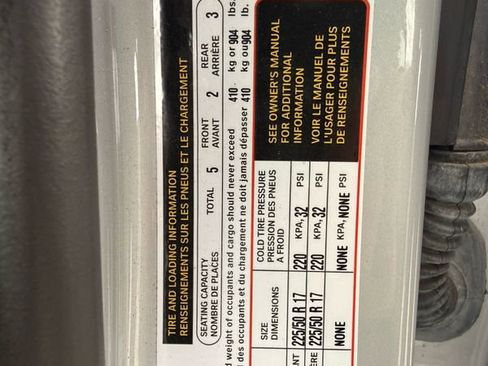 TIRE AND LOADING INFORMATION
RENSEIGNEMENTS SUR LES PNEUS ET LE CHARGEMENT
SEATING CAPACITY TOTAL 5 FRONT 2 REAR 3
NOMBRE DE PLACES AVANT ARRIÈRE
d weight of occupants and cargo should never exceed 410 kg or 904 lbs.
l des occupants et du chargement ne doit jamais dépasser 410 kg ou 904 lb.
SIZE COLD TIRE PRESSURE
DIMENSIONS PRESSION DES PNEUS
A FROID
ANT 225/50 R 17 220 KPA, 32 PSI
ÈRE 225/50 R 17 220 KPA, 32 PSI
NONE NONE KPA, NONE PSI
SEE OWNER'S MANUAL
FOR ADDITIONAL
INFORMATION
VOIR LE MANUEL DE
L'USAGER POUR PLUS
DE RENSEIGNEMENTS